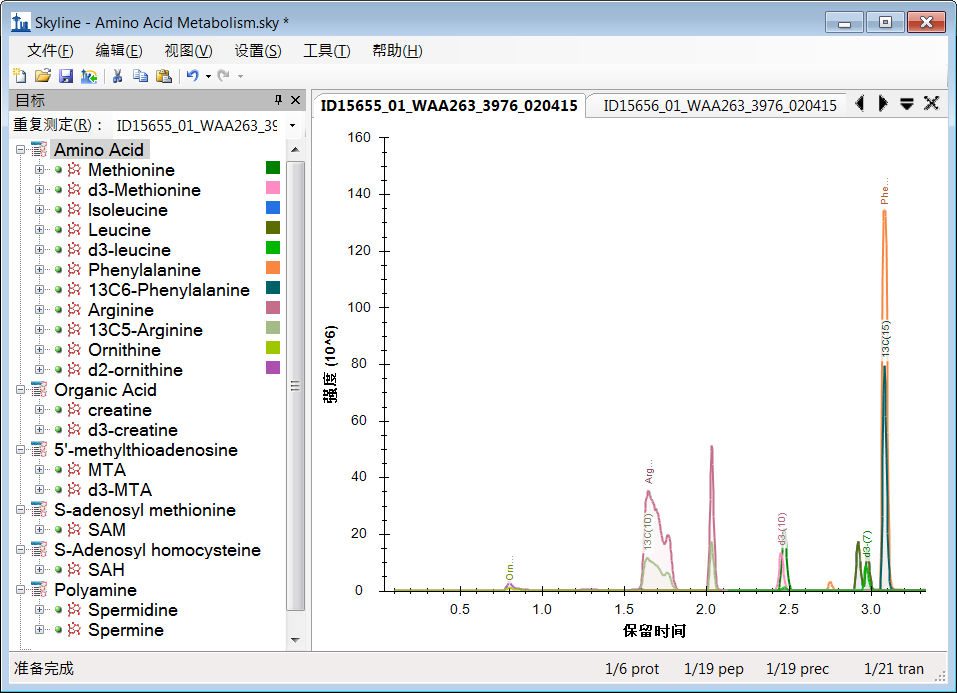 Skyline - Amino Acid Metabolism.sky *
文件(F) 编辑(E) 视图(V) 设置(S) 工具(T) 帮助(H)
目标
重复测定(R)： ID15655_01_WAA263_39
Amino Acid
Methionine
d3-Methionine
Isoleucine
Leucine
d3-leucine
Phenylalanine
13C6-Phenylalanine
Arginine
13C5-Arginine
Ornithine
d2-ornithine
Organic Acid
creatine
d3-creatine
5'-methylthioadenosine
MTA
d3-MTA
S-adenosyl methionine
SAM
S-Adenosyl homocysteine
SAH
Polyamine
Spermidine
Spermine
ID15655_01_WAA263_3976_020415 ID15656_01_WAA263_3976_020415
160
140
120
100
80
60
40
20
0
强度 (10^6)
Orn...
Arg...
13C(10)
d3-(10)
d3-(7)
Phe...
13C(15)
0.5 1.0 1.5 2.0 2.5 3.0
保留时间
准备完成 1/6 prot 1/19 pep 1/19 prec 1/21 tran